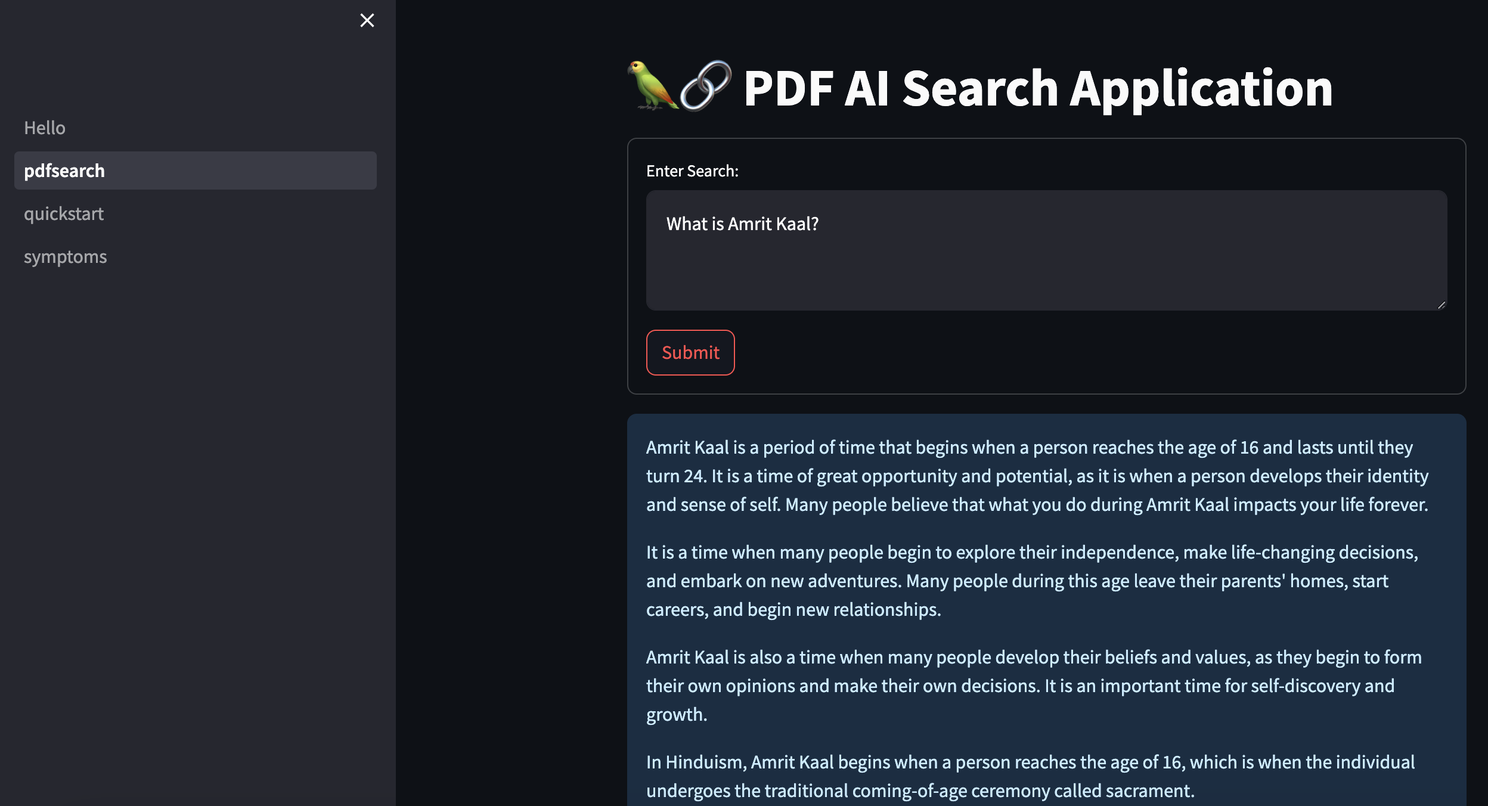 Hello
pdfsearch
quickstart
symptoms
PDF AI Search Application
Enter Search:
What is Amrit Kaal?
Submit
Amrit Kaal is a period of time that begins when a person reaches the age of 16 and lasts until they
turn 24. It is a time of great opportunity and potential, as it is when a person develops their identity
and sense of self. Many people believe that what you do during Amrit Kaal impacts your life forever.
It is a time when many people begin to explore their independence, make life-changing decisions,
and embark on new adventures. Many people during this age leave their parents' homes, start
careers, and begin new relationships.
Amrit Kaal is also a time when many people develop their beliefs and values, as they begin to form
their own opinions and make their own decisions. It is an important time for self-discovery and
growth.
In Hinduism, Amrit Kaal begins when a person reaches the age of 16, which is when the individual
undergoes the traditional coming-of-age ceremony called sacrament.